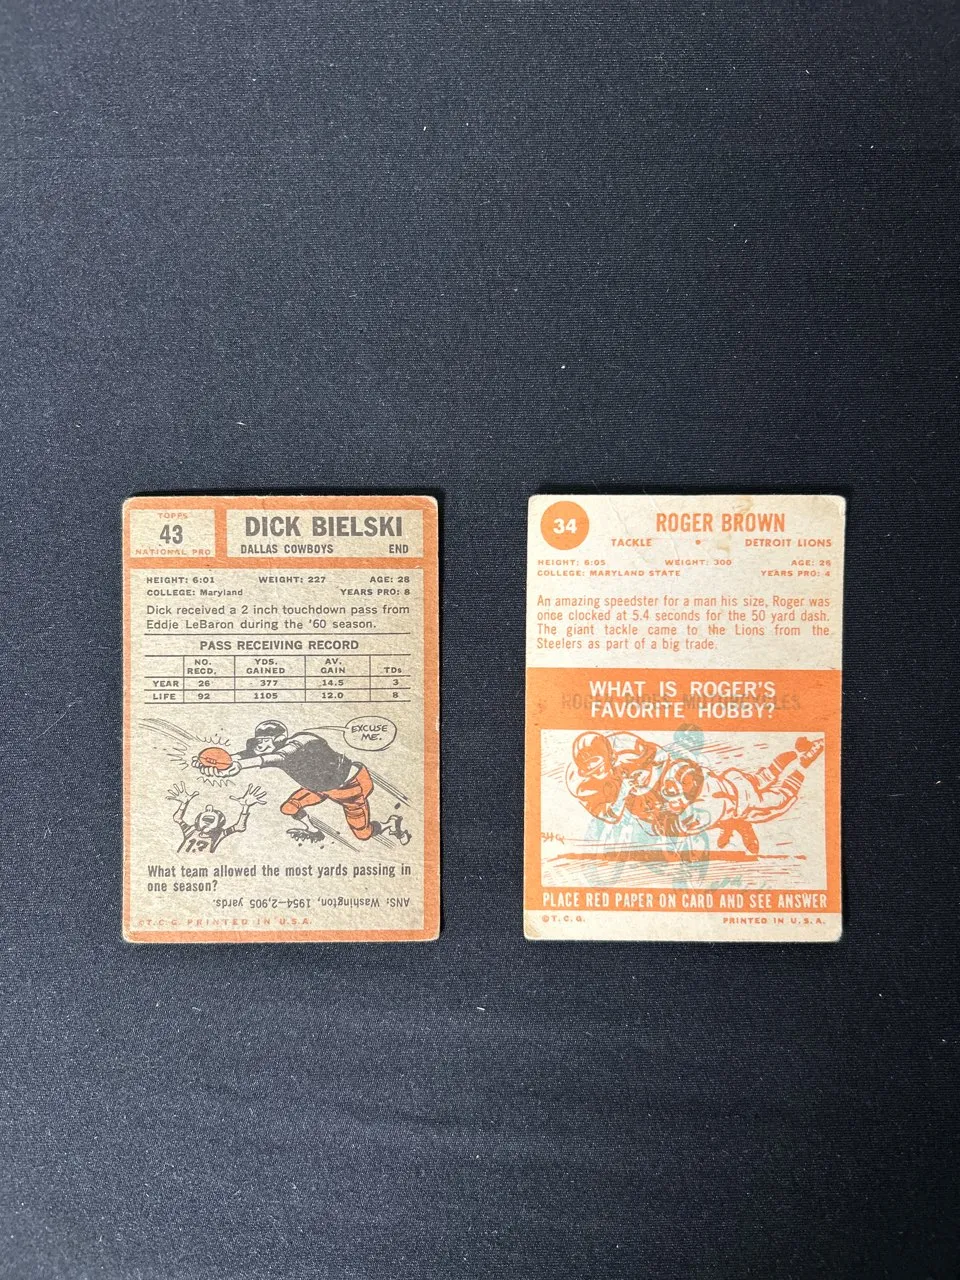 TOPPS
43
NATIONAL PRO
DICK BIELSKI
DALLAS COWBOYS END
HEIGHT: 6:01 WEIGHT: 227 AGE: 28
COLLEGE: Maryland YEARS PRO: 8
Dick received a 2 inch touchdown pass from
Eddie LeBaron during the '60 season.
PASS RECEIVING RECORD
NO. RECD. YDS. GAINED AV. GAIN TDs
YEAR 26 377 14.5 3
LIFE 92 1105 12.0 8
EXCUSE
ME.
What team allowed the most yards passing in
one season?
ANS: Washington, 1954—2,905 yards.
©T.C.G. PRINTED IN U.S.A.
34
ROGER BROWN
TACKLE • DETROIT LIONS
HEIGHT: 6:05 WEIGHT: 300 AGE: 26
COLLEGE: MARYLAND STATE YEARS PRO: 4
An amazing speedster for a man his size, Roger was
once clocked at 5.4 seconds for the 50 yard dash.
The giant tackle came to the Lions from the
Steelers as part of a big trade.
WHAT IS ROGER'S
FAVORITE HOBBY?
PLACE RED PAPER ON CARD AND SEE ANSWER
©T.C.G. PRINTED IN U.S.A.